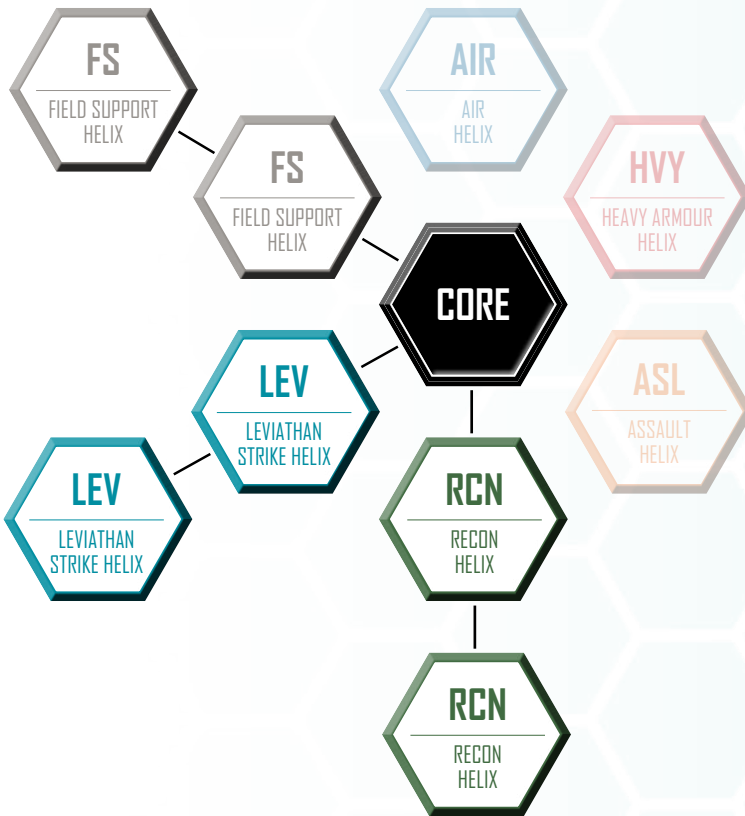 FS
FIELD SUPPORT
HELIX
AIR
AIR
HELIX
FS
FIELD SUPPORT
HELIX
HVY
HEAVY ARMOUR
HELIX
CORE
LEV
LEVIATHAN
STRIKE HELIX
ASL
ASSAULT
HELIX
LEV
LEVIATHAN
STRIKE HELIX
RCN
RECON
HELIX
RCN
RECON
HELIX